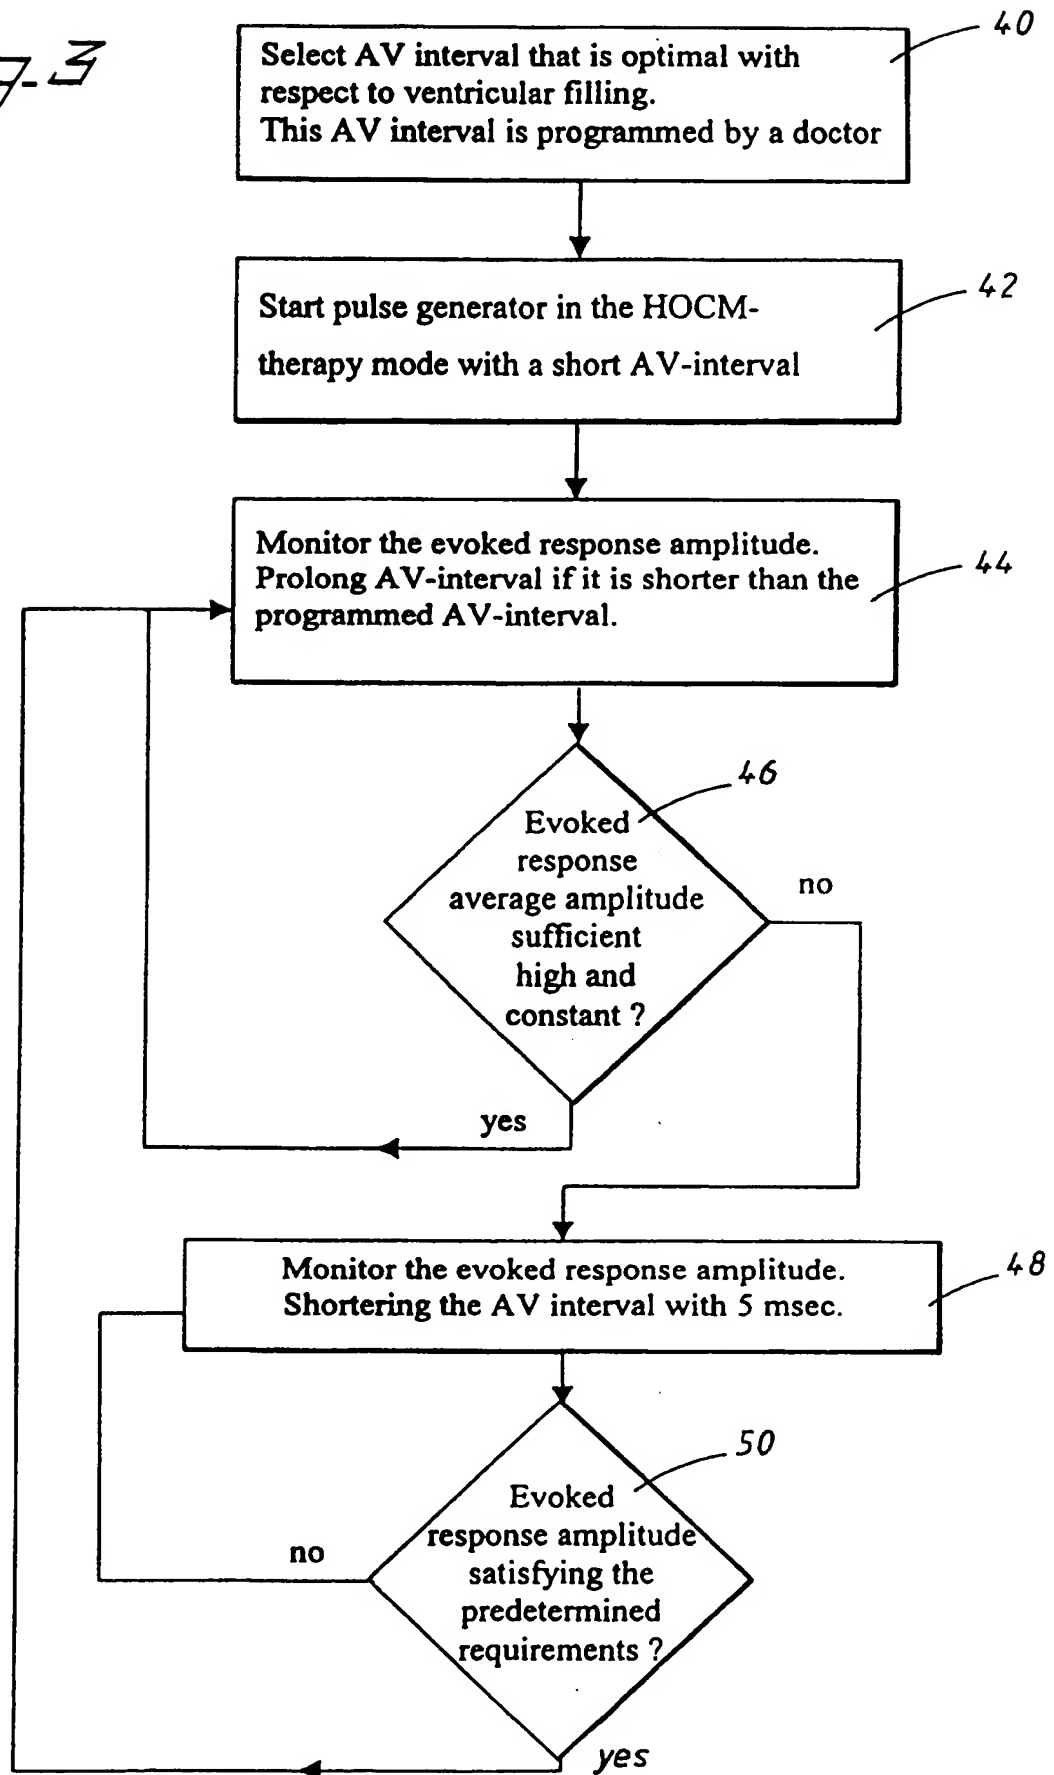 40
Select AV interval that is optimal with
respect to ventricular filling.
This AV interval is programmed by a doctor
42
Start pulse generator in the HOCM-
therapy mode with a short AV-interval
44
Monitor the evoked response amplitude.
Prolong AV-interval if it is shorter than the
programmed AV-interval.
46
Evoked
response
average amplitude
sufficient
high and
constant ?
no
yes
48
Monitor the evoked response amplitude.
Shortering the AV interval with 5 msec.
50
Evoked
response amplitude
satisfying the
predetermined
requirements ?
no
yes